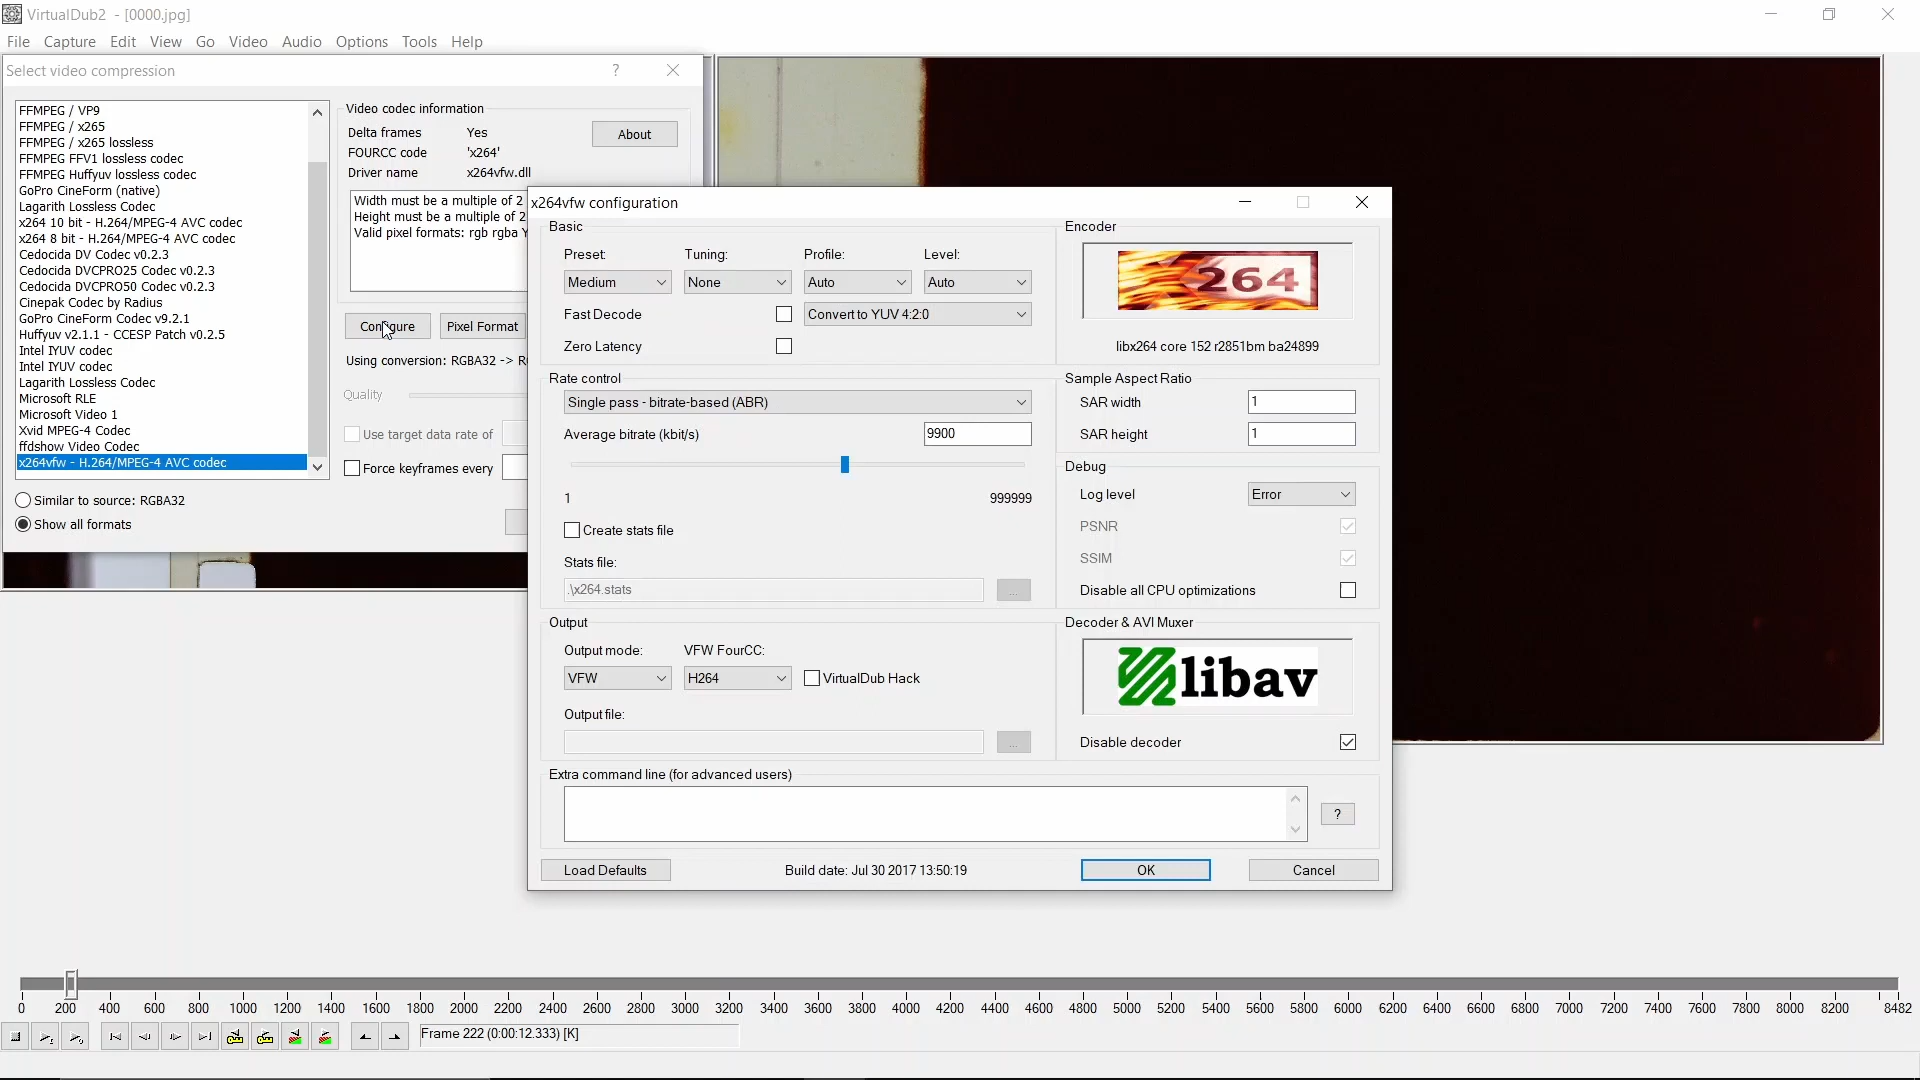 VirtualDub2 - [0000.jpg]
File Capture Edit View Go Video Audio Options Tools Help
Select video compression
?
FFMPEG / VP9
FFMPEG / x265
FFMPEG / x265 lossless
FFMPEG FFV1 lossless codec
FFMPEG Huffyuv lossless codec
GoPro CineForm (native)
Lagarith Lossless Codec
x264 10 bit - H.264/MPEG-4 AVC codec
x264 8 bit - H.264/MPEG-4 AVC codec
Cedocida DV Codec v0.2.3
Cedocida DVCPRO25 Codec v0.2.3
Cedocida DVCPRO50 Codec v0.2.3
Cinepak Codec by Radius
GoPro CineForm Codec v9.2.1
Huffyuv v2.1.1 - CCESP Patch v0.2.5
Intel IYUV codec
Intel IYUV codec
Lagarith Lossless Codec
Microsoft RLE
Microsoft Video 1
Xvid MPEG-4 Codec
ffdshow Video Codec
x264vfw - H.264/MPEG-4 AVC codec
Similar to source: RGBA32
Show all formats
Video codec information
Delta frames Yes
FOURCC code 'x264'
Driver name x264vfw.dll
About
Width must be a multiple of 2
Height must be a multiple of 2
Valid pixel formats: rgb rgba Y
Configure
Pixel Format
Using conversion: RGBA32 ->
Quality
Use target data rate of
Force keyframes every
x264vfw configuration
Basic
Preset: Tuning: Profile: Level:
Medium None Auto Auto
Fast Decode
Convert to YUV 4:2:0
Zero Latency
Rate control
Single pass - bitrate-based (ABR)
Average bitrate (kbit/s)
9900
1
999999
Create stats file
Stats file:
.\x264.stats
...
Output
Output mode: VFW FourCC:
VFW H264
VirtualDub Hack
Output file:
...
Extra command line (for advanced users)
?
Load Defaults
Build date: Jul 30 2017 13:50:19
OK
Cancel
Encoder
264
libx264 core 152 r2851bm ba24899
Sample Aspect Ratio
SAR width 1
SAR height 1
Debug
Log level Error
PSNR
SSIM
Disable all CPU optimizations
Decoder & AVI Muxer
libav
Disable decoder
0 200 400 600 800 1000 1200 1400 1600 1800 2000 2200 2400 2600 2800 3000 3200 3400 3600 3800 4000 4200 4400 4600 4800 5000 5200 5400 5600 5800 6000 6200 6400 6600 6800 7000 7200 7400 7600 7800 8000 8200 8482
Frame 222 (0:00:12.333) [K]